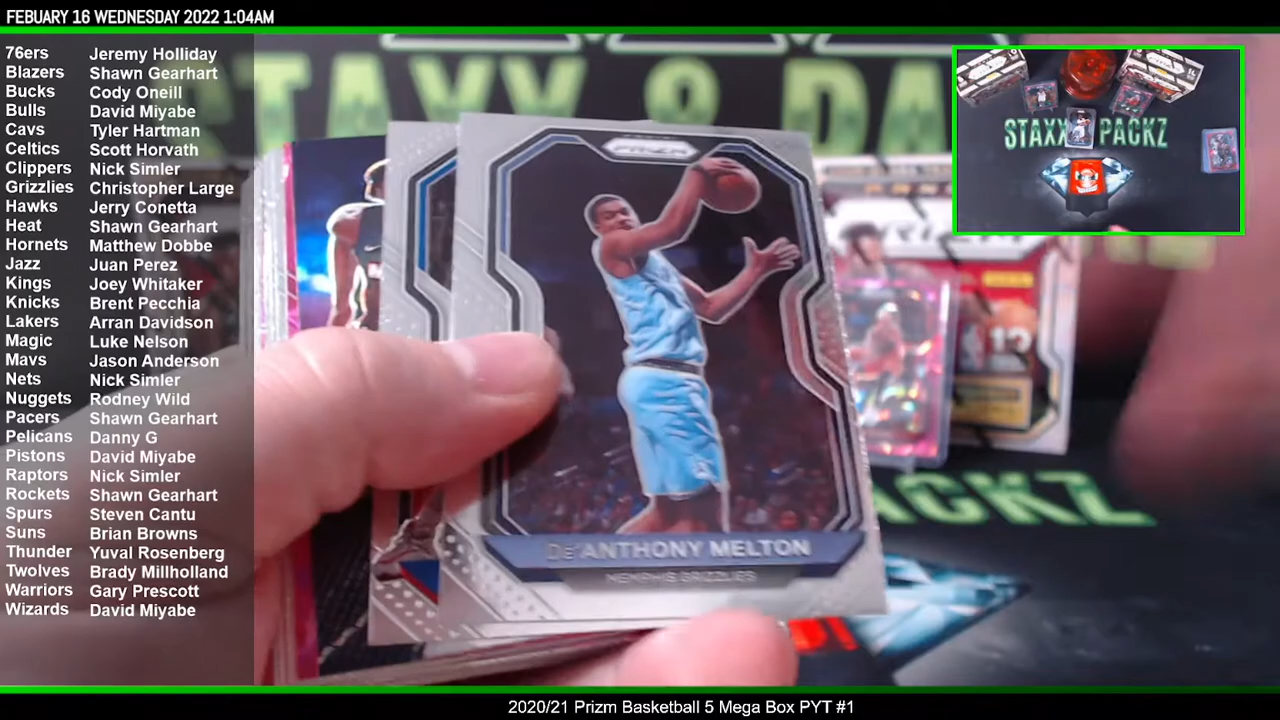 FEBUARY 16 WEDNESDAY 2022 1:04AM
76ers Jeremy Holliday
Blazers Shawn Gearhart
Bucks Cody Oneill
Bulls David Miyabe
Cavs Tyler Hartman
Celtics Scott Horvath
Clippers Nick Simler
Grizzlies Christopher Large
Hawks Jerry Conetta
Heat Shawn Gearhart
Hornets Matthew Dobbe
Jazz Juan Perez
Kings Joey Whitaker
Knicks Brent Pecchia
Lakers Arran Davidson
Magic Luke Nelson
Mavs Jason Anderson
Nets Nick Simler
Nuggets Rodney Wild
Pacers Shawn Gearhart
Pelicans Danny G
Pistons David Miyabe
Raptors Nick Simler
Rockets Shawn Gearhart
Spurs Steven Cantu
Suns Brian Browns
Thunder Yuval Rosenberg
Twolves Brady Millholland
Warriors Gary Prescott
Wizards David Miyabe
STAXX PACKZ
STAXX & DA
PRIZM
DE'ANTHONY MELTON
MEMPHIS GRIZZLIES
ACKZ
2020/21 Prizm Basketball 5 Mega Box PYT #1